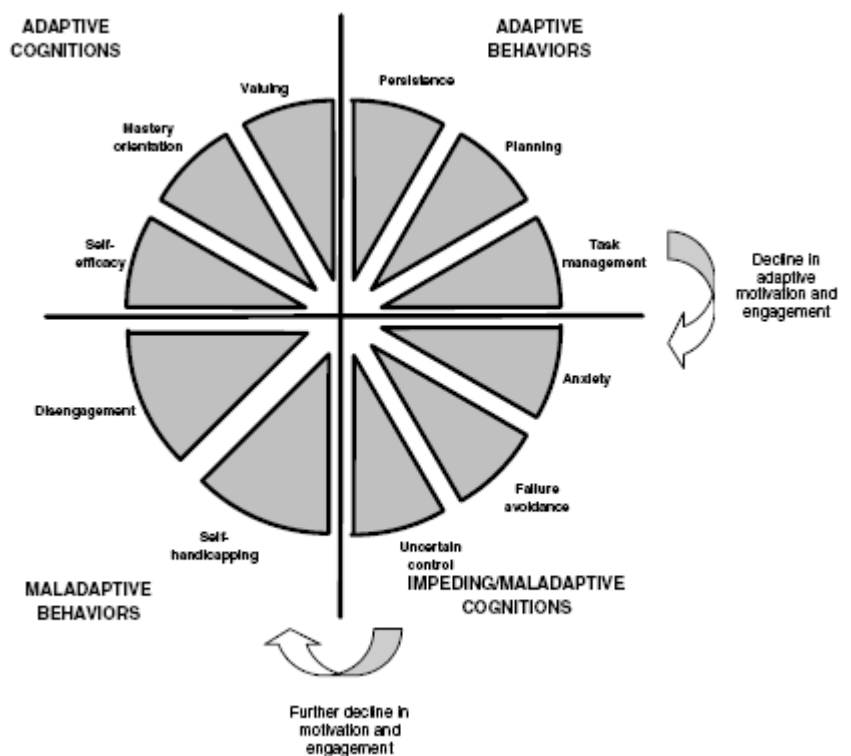 ADAPTIVE
COGNITIONS
ADAPTIVE
BEHAVIORS
Valuing
Persistence
Mastery
orientation
Planning
Self-
efficacy
Task
management
Decline in
adaptive
motivation and
engagement
Disengagement
Anxiety
Failure
avoidance
Self-
handicapping
Uncertain
control
MALADAPTIVE
BEHAVIORS
IMPEDING/MALADAPTIVE
COGNITIONS
Further decline in
motivation and
engagement